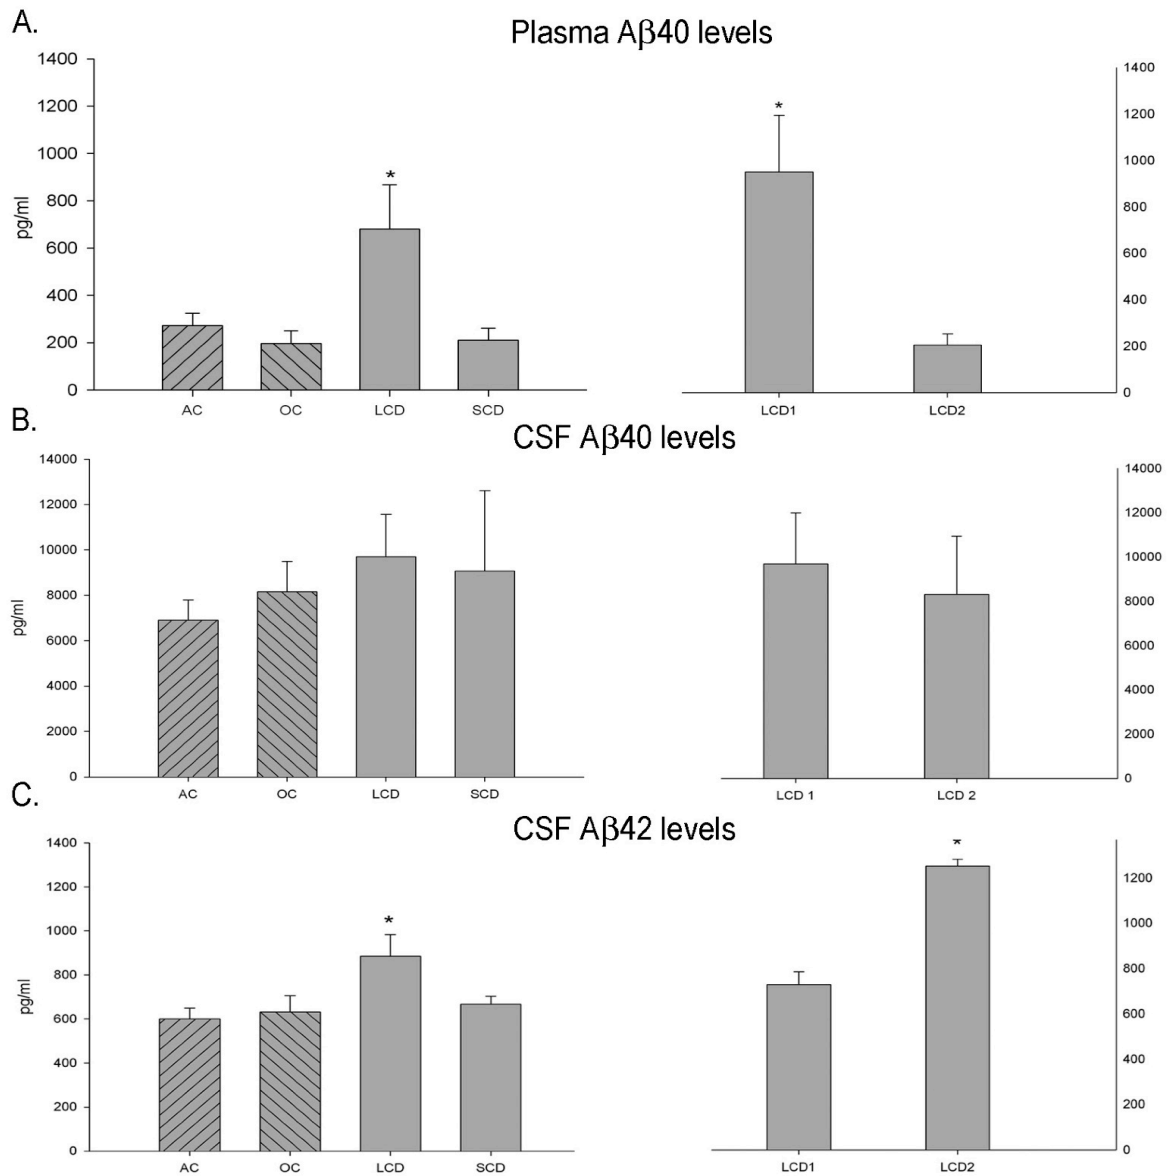 A.
Plasma Aβ40 levels
1400
1200
1000
800
600
400
200
0
pg/ml
*
AC
OC
LCD
SCD
1400
1200
1000
800
600
400
200
0
*
LCD1
LCD2
B.
CSF Aβ40 levels
14000
12000
10000
8000
6000
4000
2000
0
pg/ml
AC
OC
LCD
SCD
14000
12000
10000
8000
6000
4000
2000
0
LCD 1
LCD 2
C.
CSF Aβ42 levels
1400
1200
1000
800
600
400
200
0
pg/ml
*
AC
OC
LCD
SCD
1200
1000
800
600
400
200
0
*
LCD1
LCD2